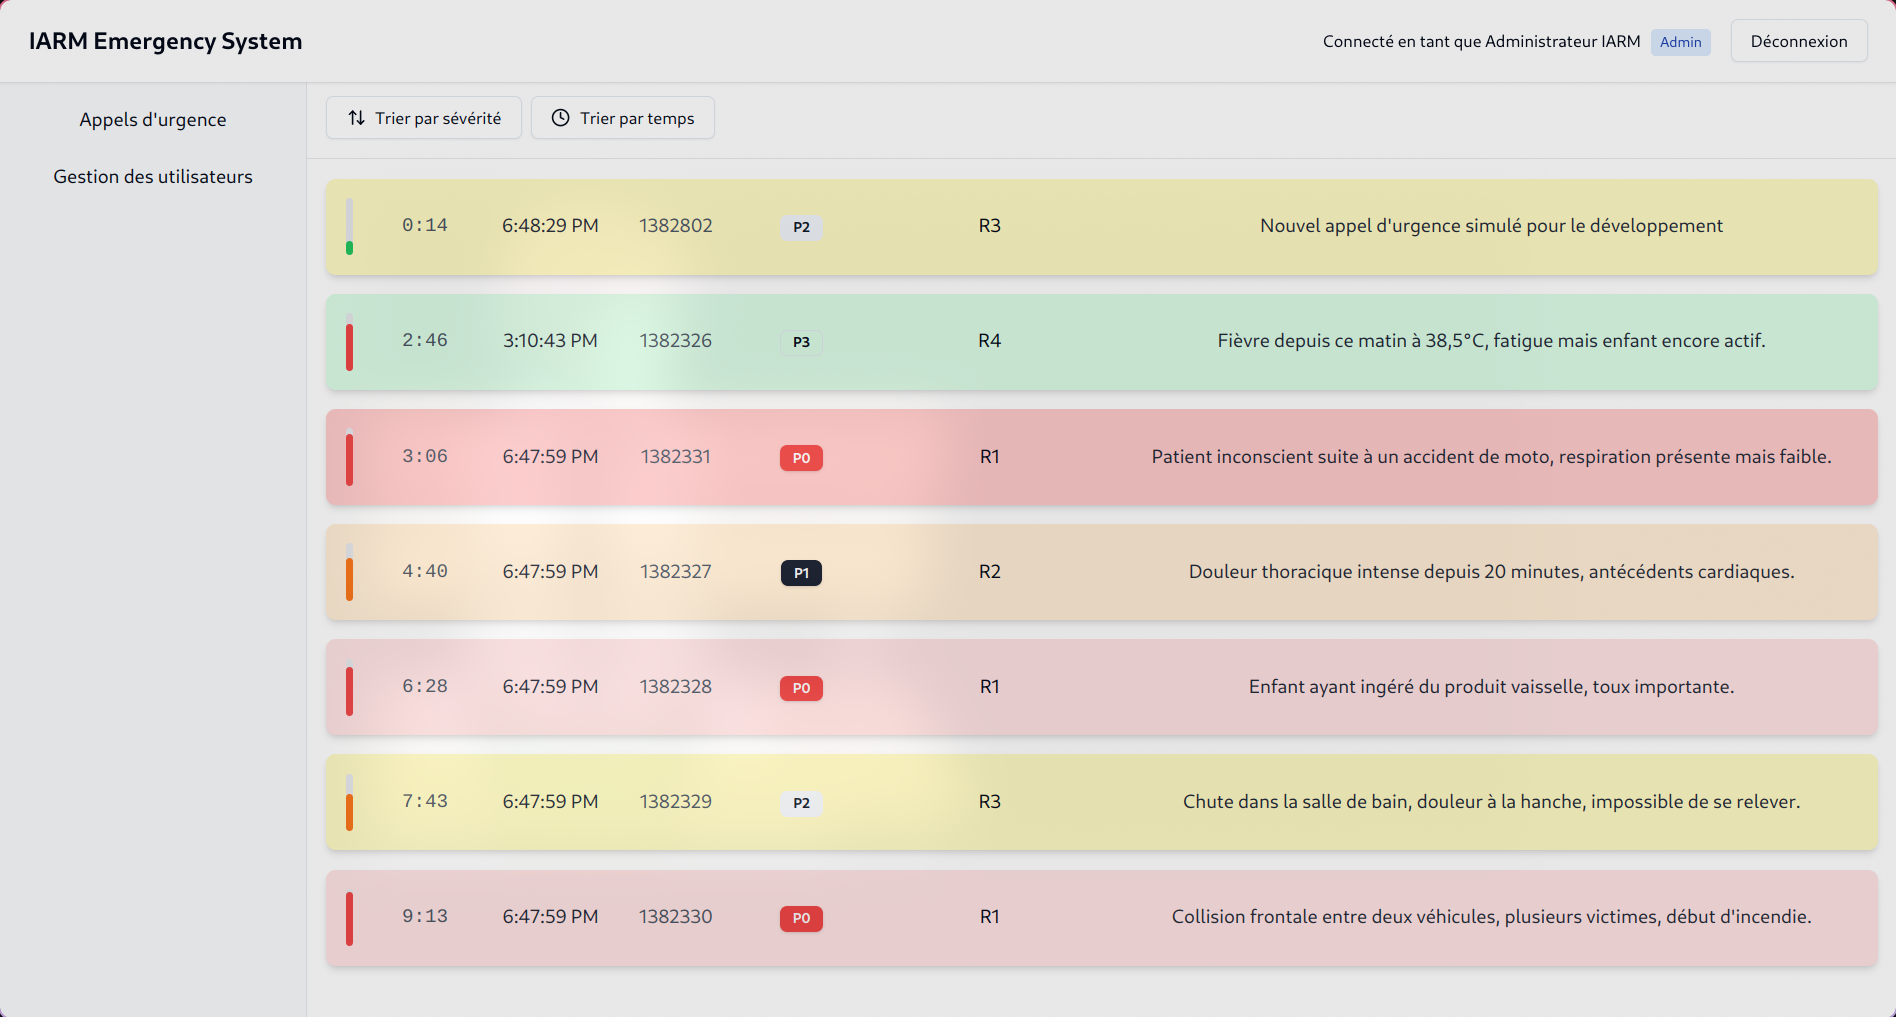 IARM Emergency System
Connecté en tant que Administrateur IARM Admin Déconnexion
Appels d'urgence
Gestion des utilisateurs
Trier par sévérité Trier par temps
0:14 6:48:29 PM 1382802 P2 R3 Nouvel appel d'urgence simulé pour le développement
2:46 3:10:43 PM 1382326 P3 R4 Fièvre depuis ce matin à 38,5°C, fatigue mais enfant encore actif.
3:06 6:47:59 PM 1382331 P0 R1 Patient inconscient suite à un accident de moto, respiration présente mais faible.
4:40 6:47:59 PM 1382327 P1 R2 Douleur thoracique intense depuis 20 minutes, antécédents cardiaques.
6:28 6:47:59 PM 1382328 P0 R1 Enfant ayant ingéré du produit vaisselle, toux importante.
7:43 6:47:59 PM 1382329 P2 R3 Chute dans la salle de bain, douleur à la hanche, impossible de se relever.
9:13 6:47:59 PM 1382330 P0 R1 Collision frontale entre deux véhicules, plusieurs victimes, début d'incendie.